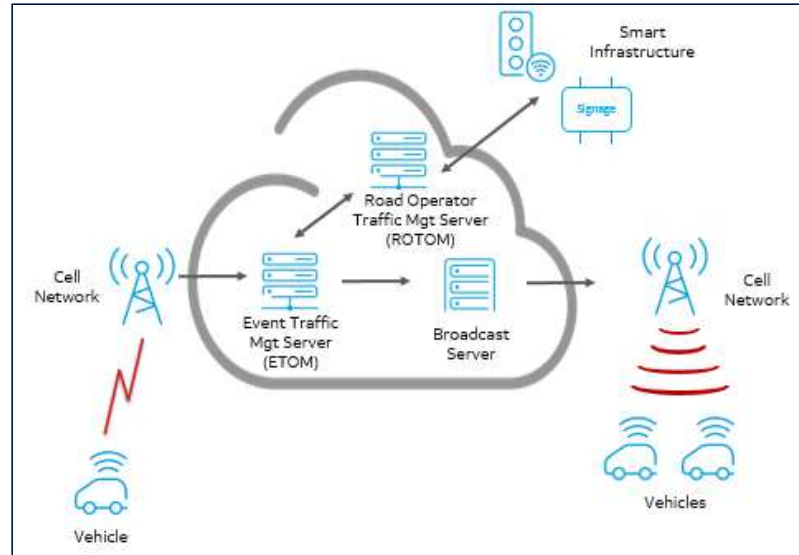 Smart
Infrastructure
Signage
Road Operator
Traffic Mgt Server
(ROTOM)
Cell
Network
Event Traffic
Mgt Server
(ETOM)
Broadcast
Server
Cell
Network
Vehicle
Vehicles